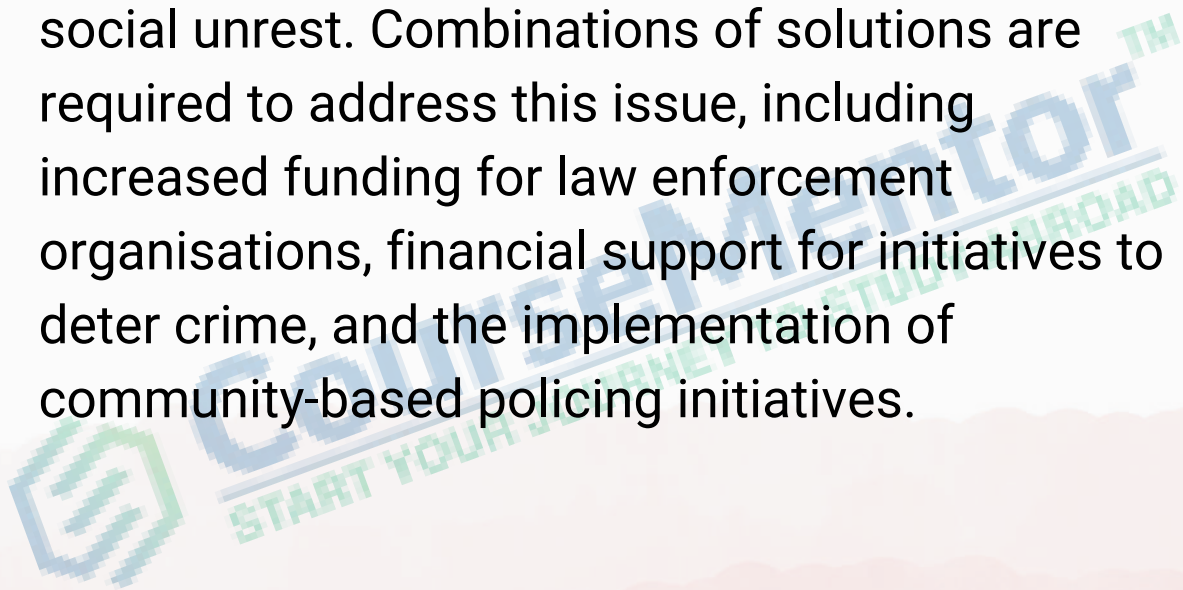 social unrest. Combinations of solutions are
required to address this issue, including
increased funding for law enforcement
organisations, financial support for initiatives to
deter crime, and the implementation of
community-based policing initiatives.
CourseMentor™
START YOUR JOURNEY TO STUDY ABROAD